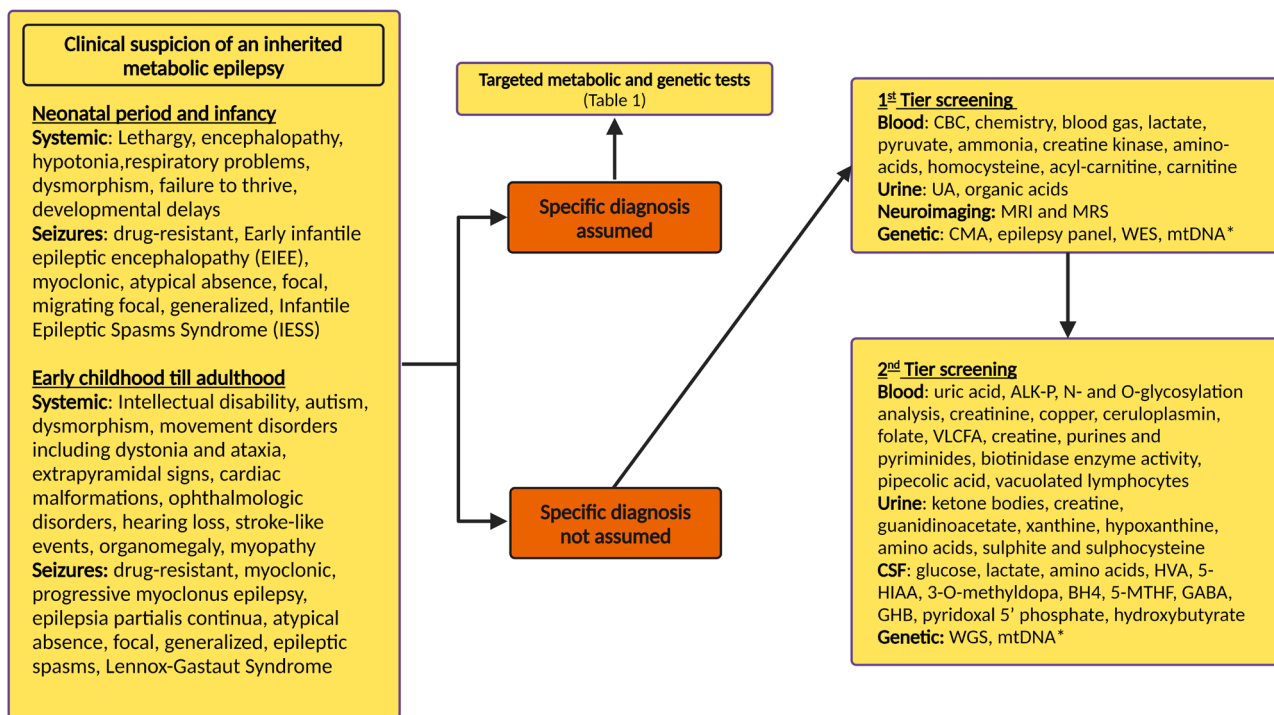 Clinical suspicion of an inherited
metabolic epilepsy
Neonatal period and infancy
Systemic: Lethargy, encephalopathy,
hypotonia,respiratory problems,
dysmorphism, failure to thrive,
developmental delays
Seizures: drug-resistant, Early infantile
epileptic encephalopathy (EIEE),
myoclonic, atypical absence, focal,
migrating focal, generalized, Infantile
Epileptic Spasms Syndrome (IESS)
Early childhood till adulthood
Systemic: Intellectual disability, autism,
dysmorphism, movement disorders
including dystonia and ataxia,
extrapyramidal signs, cardiac
malformations, ophthalmologic
disorders, hearing loss, stroke-like
events, organomegaly, myopathy
Seizures: drug-resistant, myoclonic,
progressive myoclonus epilepsy,
epilepsia partialis continua, atypical
absence, focal, generalized, epileptic
spasms, Lennox-Gastaut Syndrome
Targeted metabolic and genetic tests
(Table 1)
Specific diagnosis
assumed
Specific diagnosis
not assumed
1st Tier screening
Blood: CBC, chemistry, blood gas, lactate,
pyruvate, ammonia, creatine kinase, amino-
acids, homocysteine, acyl-carnitine, carnitine
Urine: UA, organic acids
Neuroimaging: MRI and MRS
Genetic: CMA, epilepsy panel, WES, mtDNA*
2nd Tier screening
Blood: uric acid, ALK-P, N- and O-glycosylation
analysis, creatinine, copper, ceruloplasmin,
folate, VLCFA, creatine, purines and
pyriminides, biotinidase enzyme activity,
pipecolic acid, vacuolated lymphocytes
Urine: ketone bodies, creatine,
guanidinoacetate, xanthine, hypoxanthine,
amino acids, sulphite and sulphocysteine
CSF: glucose, lactate, amino acids, HVA, 5-
HIAA, 3-O-methyldopa, BH4, 5-MTHF, GABA,
GHB, pyridoxal 5’ phosphate, hydroxybutyrate
Genetic: WGS, mtDNA*